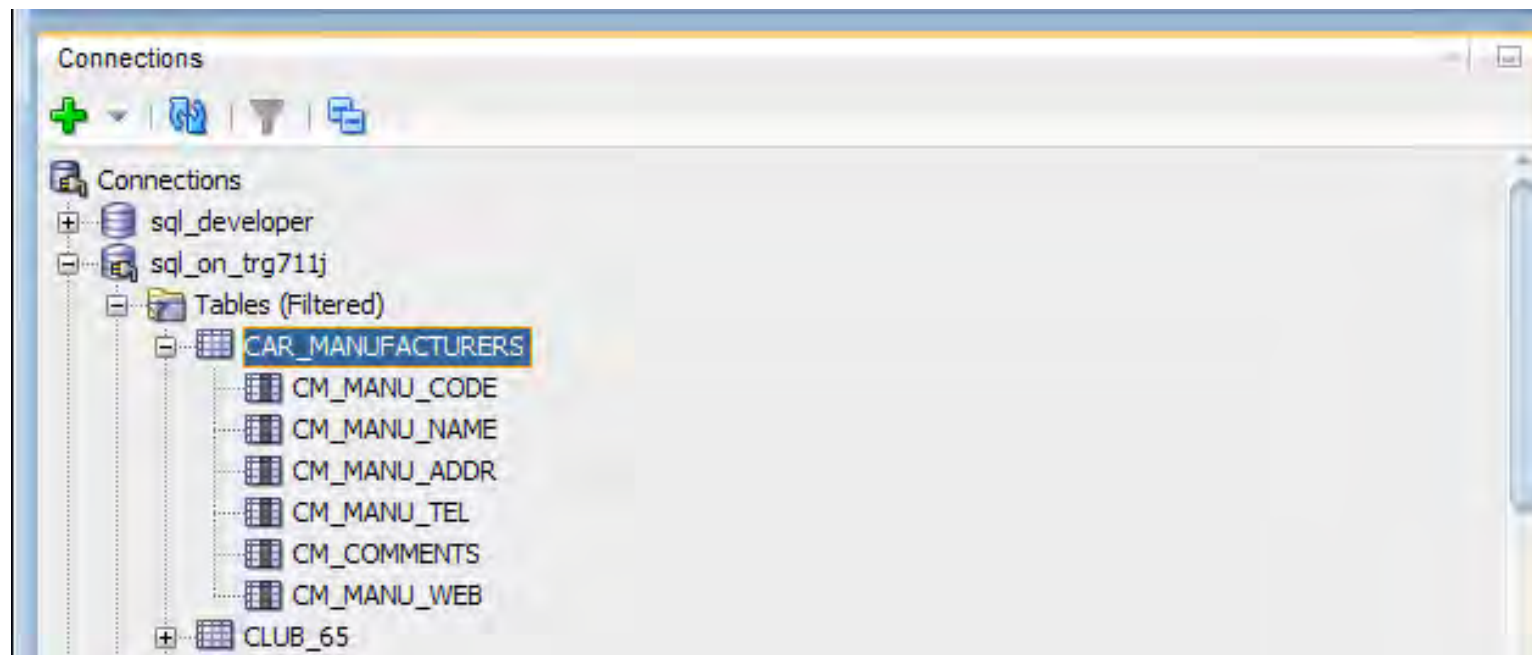 Connections
Connections
sql_developer
sql_on_trg711j
Tables (Filtered)
CAR_MANUFACTURERS
CM_MANU_CODE
CM_MANU_NAME
CM_MANU_ADDR
CM_MANU_TEL
CM_COMMENTS
CM_MANU_WEB
CLUB_65